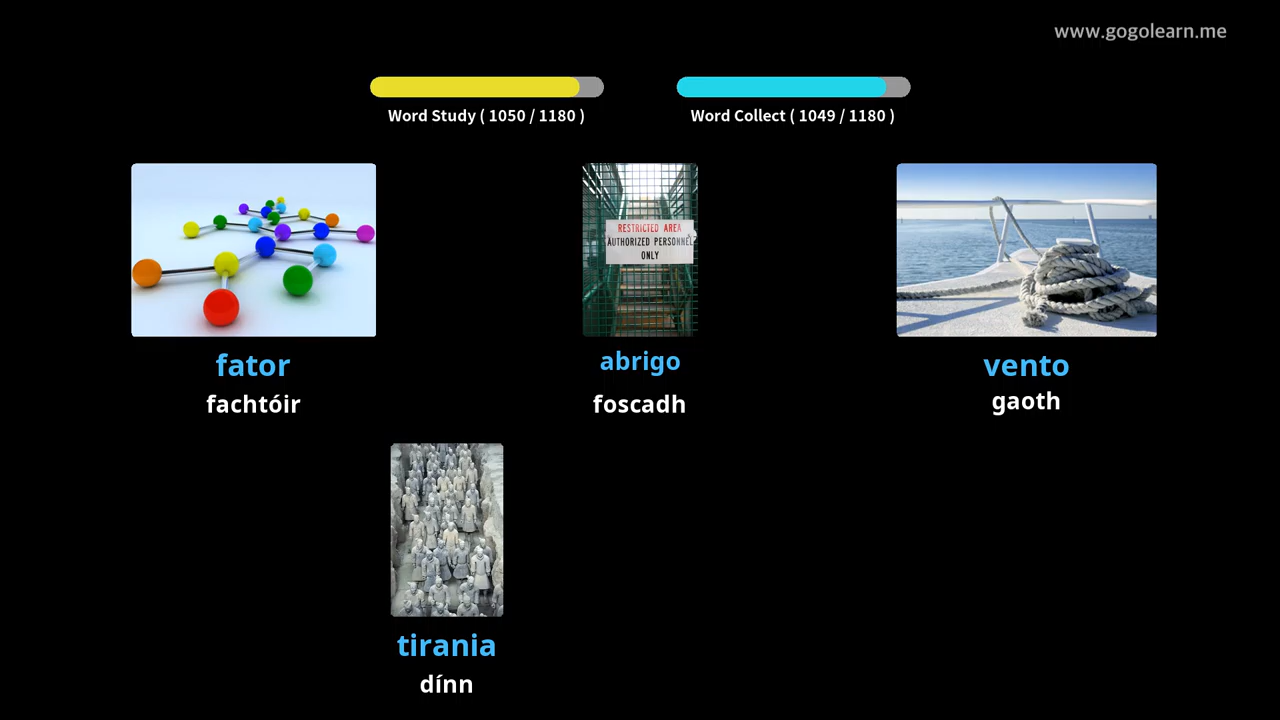 www.gogolearn.me
Word Study ( 1050 / 1180 )
Word Collect ( 1049 / 1180 )
RESTRICTED AREA
AUTHORIZED PERSONNEL
ONLY
fator
abrigo
vento
fachtóir
foscadh
gaoth
tirania
dínn